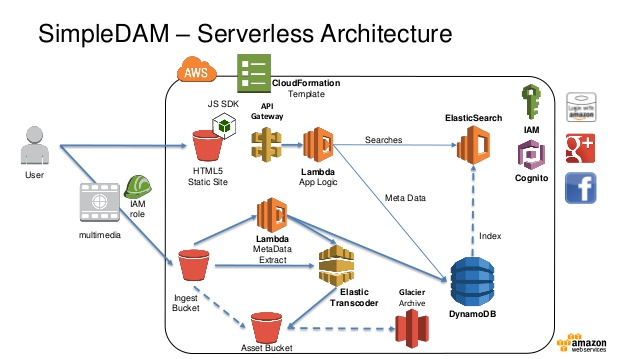 SimpleDAM – Serverless Architecture
AWS
CloudFormation
Template
JS SDK
API
Gateway
ElasticSearch
Login with
amazon
IAM
Searches
User
HTML5
Static Site
Lambda
App Logic
Cognito
IAM
role
Meta Data
multimedia
Lambda
MetaData
Extract
Index
Elastic
Transcoder
Glacier
Archive
Ingest
Bucket
DynamoDB
Asset Bucket
amazon
webservices